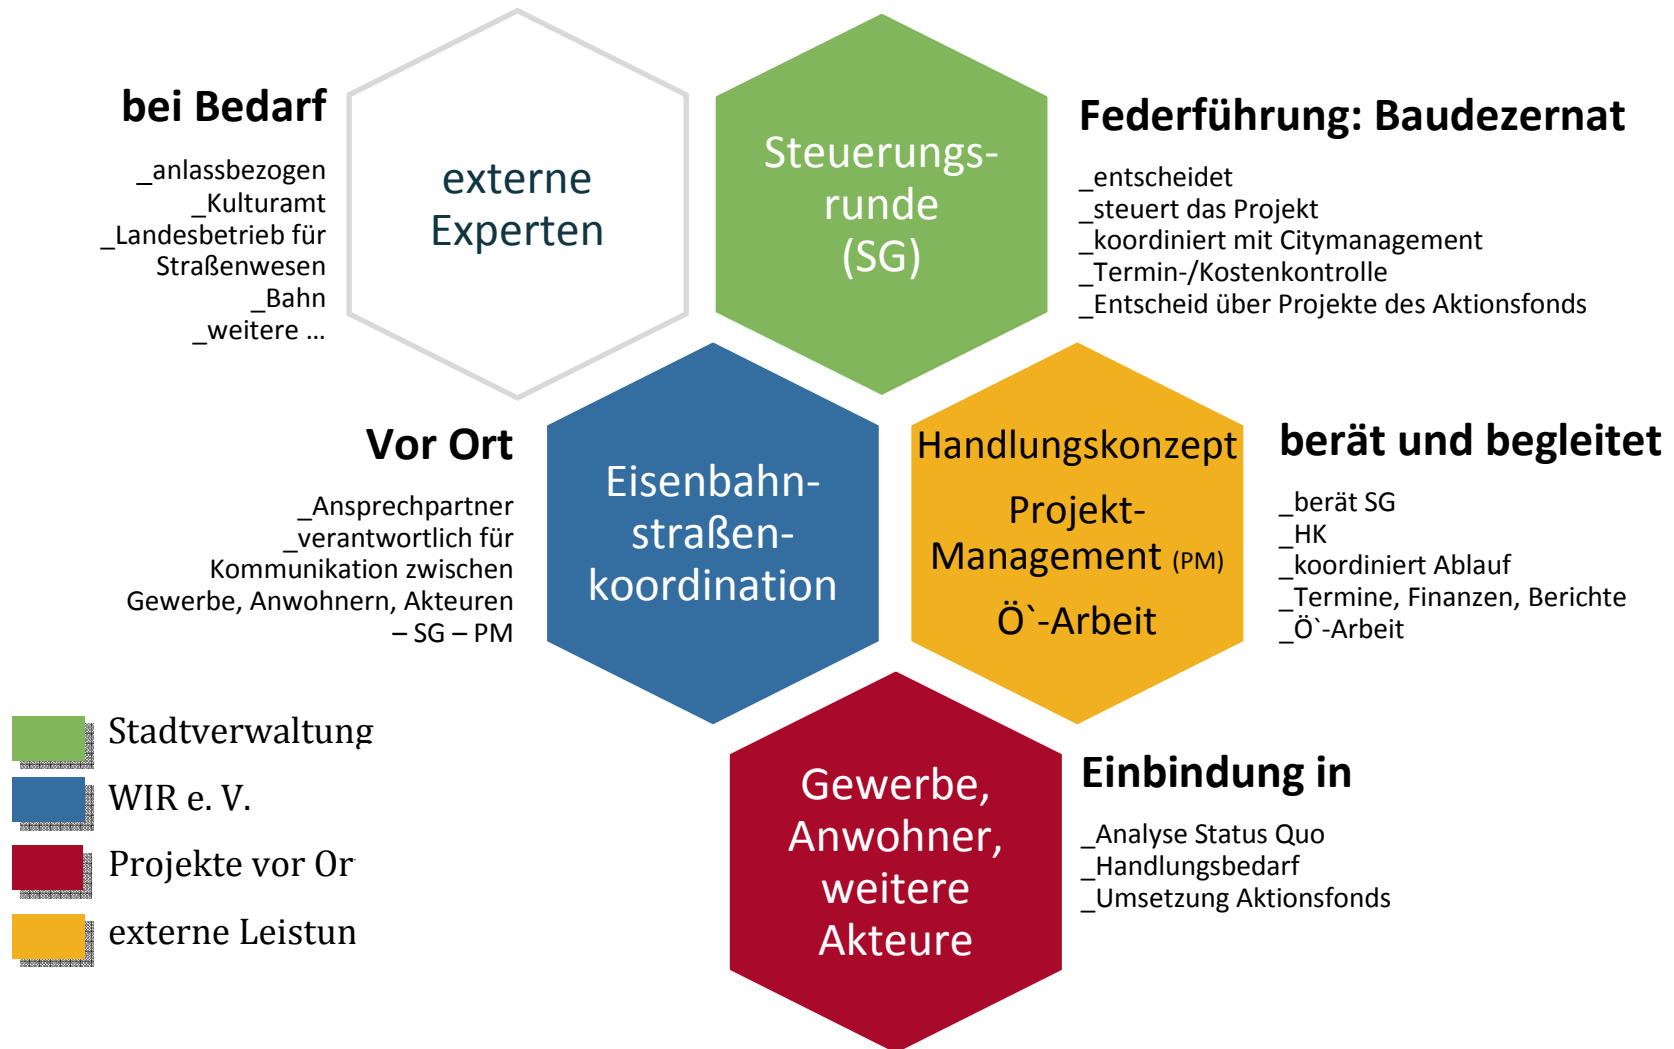 bei Bedarf
_anlassbezogen
_Kulturamt
_Landesbetrieb für
Straßenwesen
_Bahn
_weitere ...
externe
Experten
Steuerungs-
runde
(SG)
Federführung: Baudezernat
_entscheidet
_steuert das Projekt
_koordiniert mit Citymanagement
_Termin-/Kostenkontrolle
_Entscheid über Projekte des Aktionsfonds
Vor Ort
_Ansprechpartner
_verantwortlich für
Kommunikation zwischen
Gewerbe, Anwohnern, Akteuren
– SG – PM
Eisenbahn-
straßen-
koordination
Handlungskonzept
Projekt-
Management (PM)
Ö`-Arbeit
berät und begleitet
_berät SG
_HK
_koordiniert Ablauf
_Termine, Finanzen, Berichte
_Ö`-Arbeit
Stadtverwaltung
WIR e. V.
Projekte vor Or
externe Leistun
Gewerbe,
Anwohner,
weitere
Akteure
Einbindung in
_Analyse Status Quo
_Handlungsbedarf
_Umsetzung Aktionsfonds